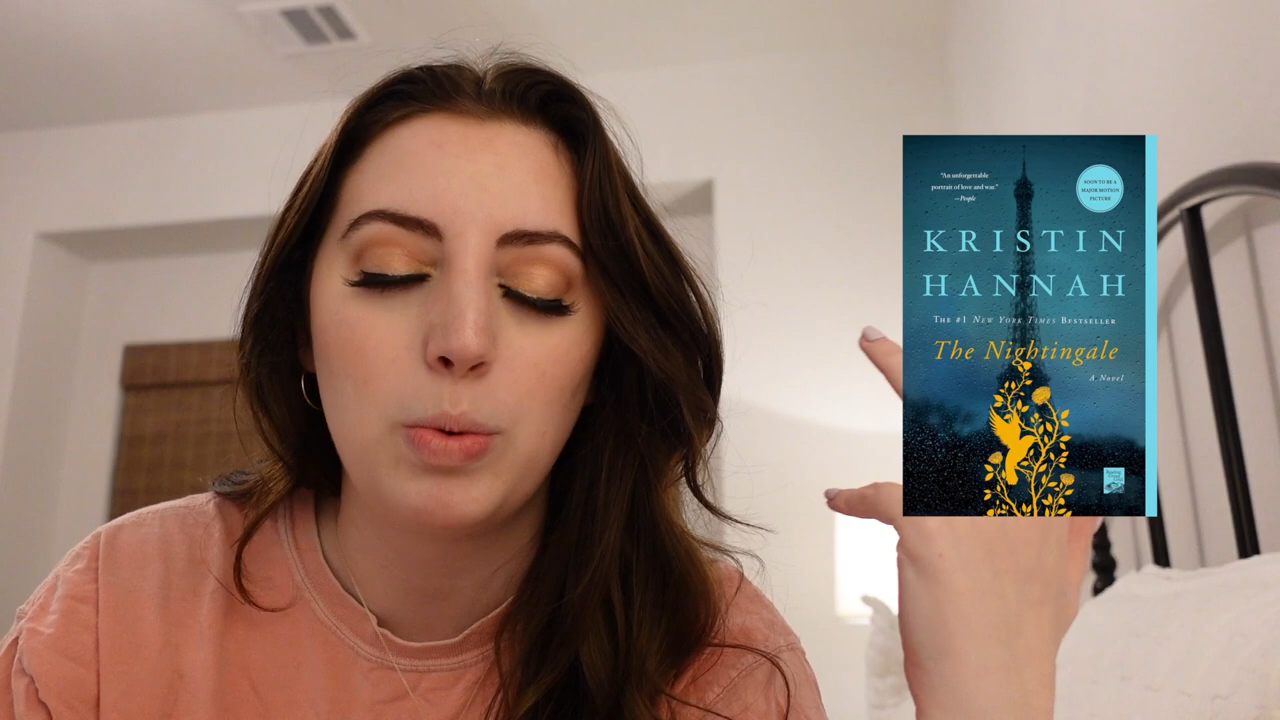 "An unforgettable
portrait of love and war."
—People
SOON TO BE A
MAJOR MOTION
PICTURE
KRISTIN
HANNAH
THE #1 NEW YORK TIMES BESTSELLER
The Nightingale
A Novel